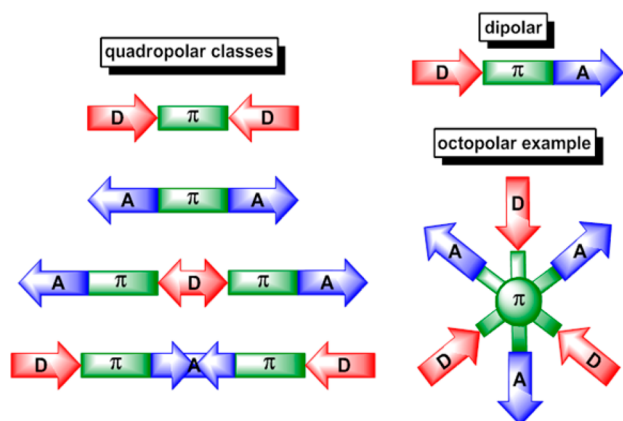 quadropolar classes
D π D
A π A
A π D π A
D π A π D
dipolar
D π A
octopolar example
D
A A
π
D D
A